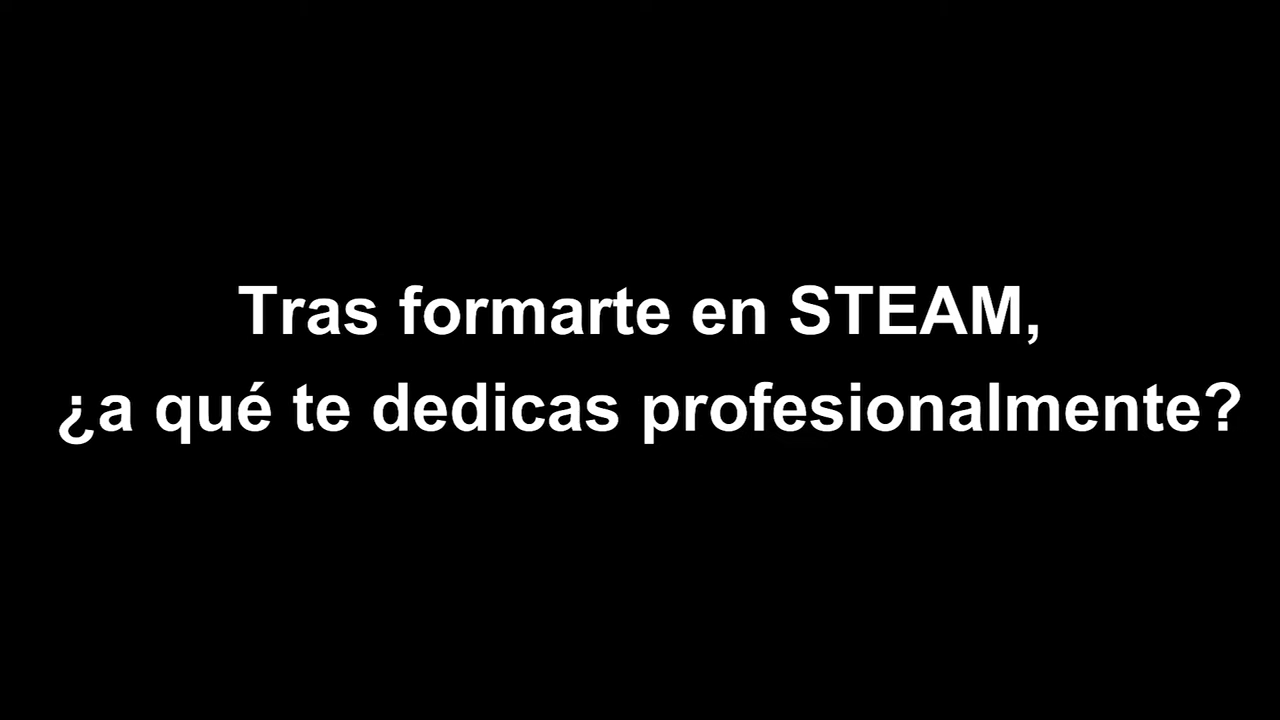 Tras formarte en STEAM,
¿a qué te dedicas profesionalmente?